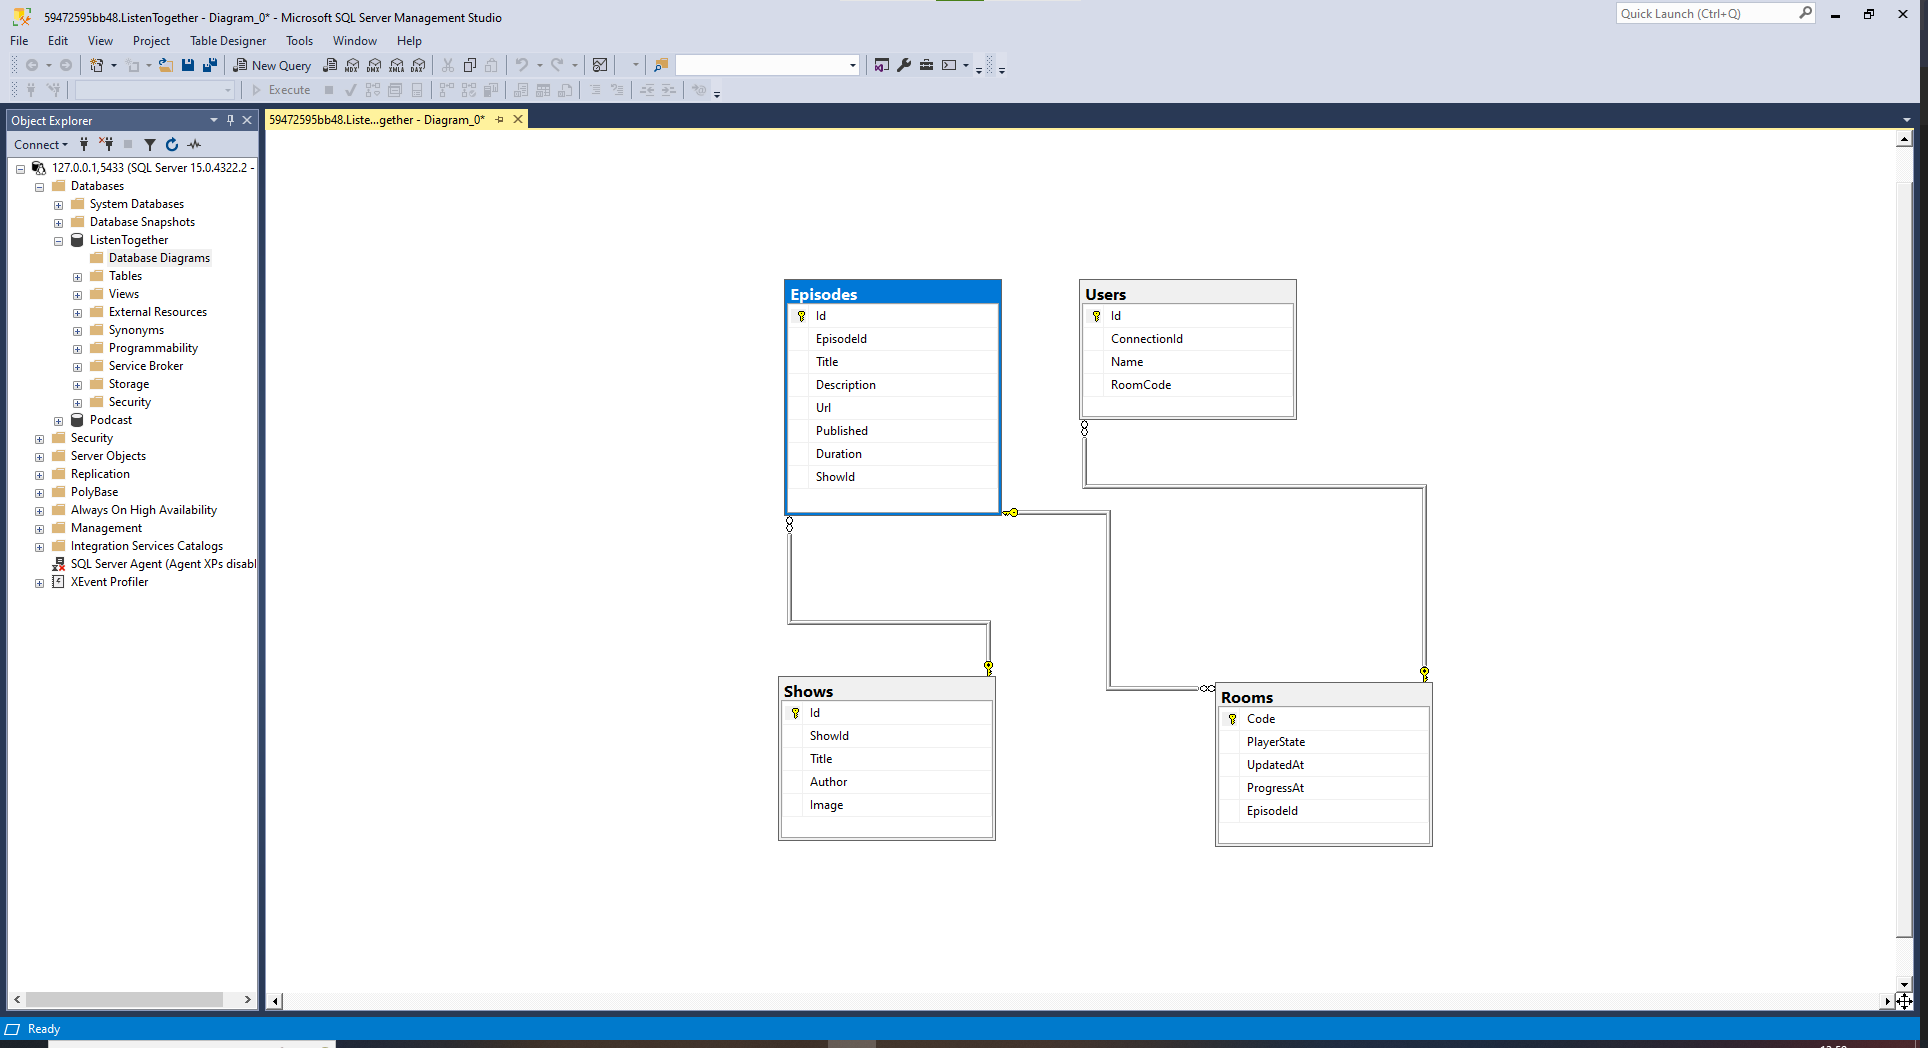 59472595bb48.ListenTogether - Diagram_0* - Microsoft SQL Server Management Studio
Quick Launch (Ctrl+Q)
File Edit View Project Table Designer Tools Window Help
New Query MDX DMX XMLA DAX
Execute
Object Explorer
59472595bb48.Liste...gether - Diagram_0*
Connect
127.0.0.1,5433 (SQL Server 15.0.4322.2 -
Databases
System Databases
Database Snapshots
ListenTogether
Database Diagrams
Tables
Views
External Resources
Synonyms
Programmability
Service Broker
Storage
Security
Podcast
Security
Server Objects
Replication
PolyBase
Always On High Availability
Management
Integration Services Catalogs
SQL Server Agent (Agent XPs disabl
XEvent Profiler
Episodes
Id
EpisodeId
Title
Description
Url
Published
Duration
ShowId
Users
Id
ConnectionId
Name
RoomCode
Shows
Id
ShowId
Title
Author
Image
Rooms
Code
PlayerState
UpdatedAt
ProgressAt
EpisodeId
Ready